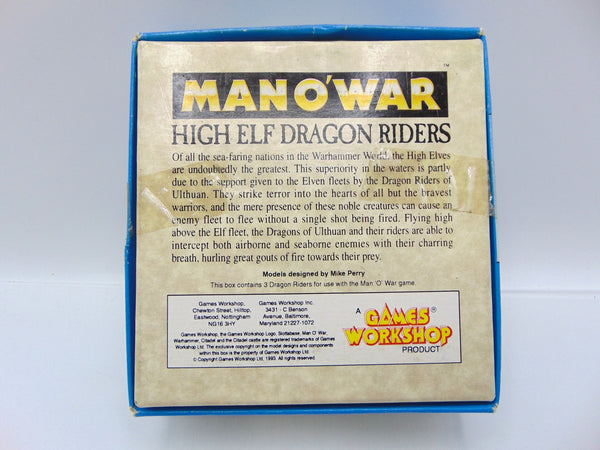 MAN O' WAR
™
HIGH ELF DRAGON RIDERS
Of all the sea-faring nations in the Warhammer World, the High Elves
are undoubtedly the greatest. This superiority in the waters is partly
due to the support given to the Elven fleets by the Dragon Riders of
Ulthuan. They strike terror into the hearts of all but the bravest
warriors, and the mere presence of these noble creatures can cause an
enemy fleet to flee without a single shot being fired. Flying high
above the Elf fleet, the Dragons of Ulthuan and their riders are able to
intercept both airborne and seaborne enemies with their charring
breath, hurling great gouts of fire towards their prey.
Models designed by Mike Perry
This box contains 3 Dragon Riders for use with the Man 'O' War game.
Games Workshop,
Chewton Street, Hilltop,
Eastwood, Nottingham
NG16 3HY
Games Workshop Inc.
3431 - C Benson
Avenue, Baltimore,
Maryland 21227-1072
Games Workshop, the Games Workshop Logo, Slottabase, Man O' War,
Warhammer, Citadel and the Citadel castle are registered trademarks of Games
Workshop Ltd. The exclusive copyright on the model designs and components
within this box is the property of Games Workshop Ltd.
© Copyright Games Workshop Ltd, 1993. All rights reserved
A
GAMES
WORKSHOP
®
PRODUCT